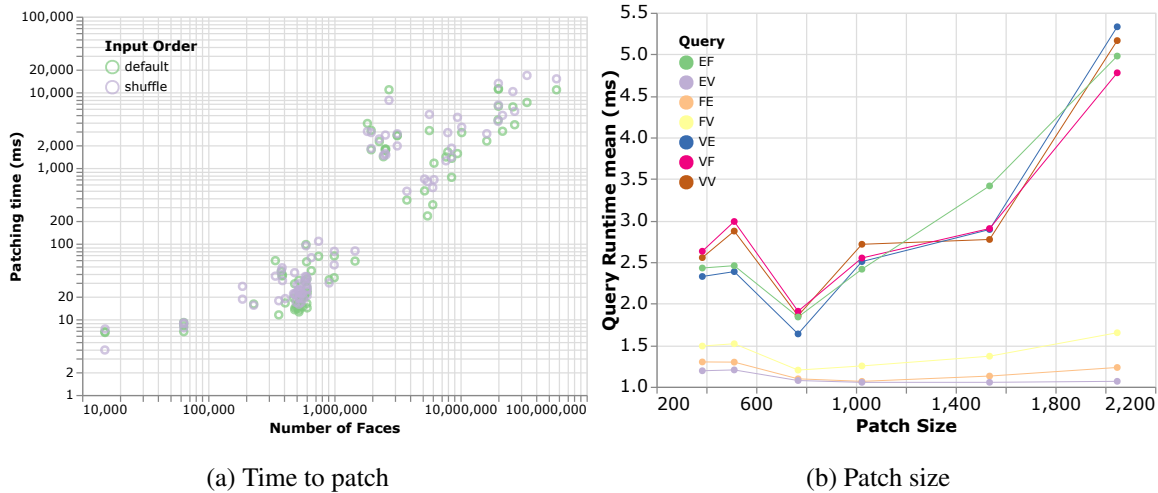 100,000
20,000
10,000
2,000
1,000
200
100
20
10
2
1
Patching time (ms)
Input Order
default
shuffle
10,000 100,000 1,000,000 10,000,000 100,000,000
Number of Faces
(a) Time to patch
5.5
5.0
4.5
4.0
3.5
3.0
2.5
2.0
1.5
1.0
Query Runtime mean (ms)
Query
EF
EV
FE
FV
VE
VF
VV
200 600 1,000 1,400 1,800 2,200
Patch Size
(b) Patch size